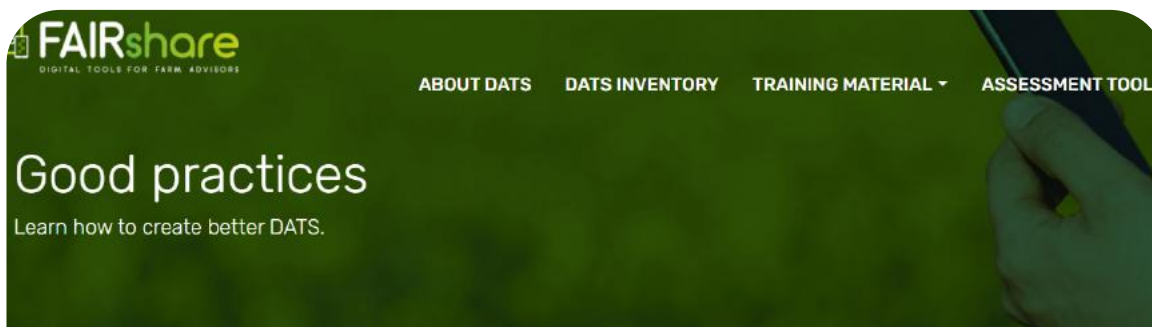 FAIRshare
DIGITAL TOOLS FOR FARM ADVISORS
ABOUT DATS DATS INVENTORY TRAINING MATERIAL ASSESSMENT TOOL
Good practices
Learn how to create better DATS.